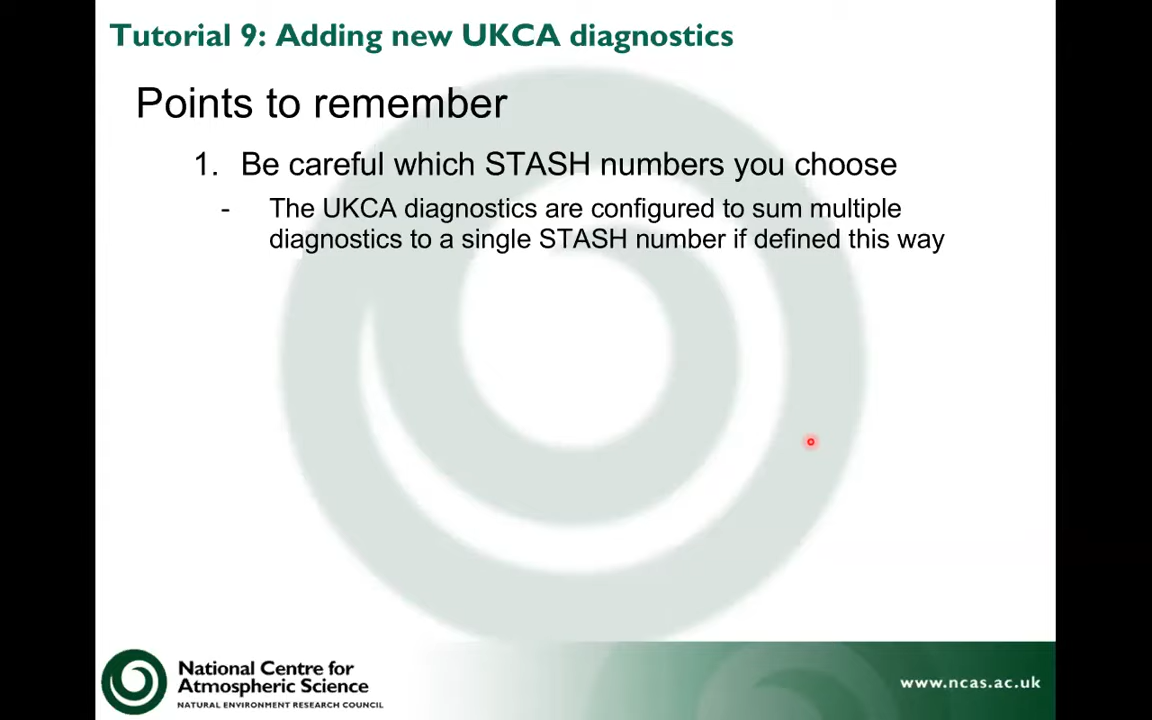 Tutorial 9: Adding new UKCA diagnostics
Points to remember
1. Be careful which STASH numbers you choose
- The UKCA diagnostics are configured to sum multiple
diagnostics to a single STASH number if defined this way
National Centre for
Atmospheric Science
NATURAL ENVIRONMENT RESEARCH COUNCIL
www.ncas.ac.uk